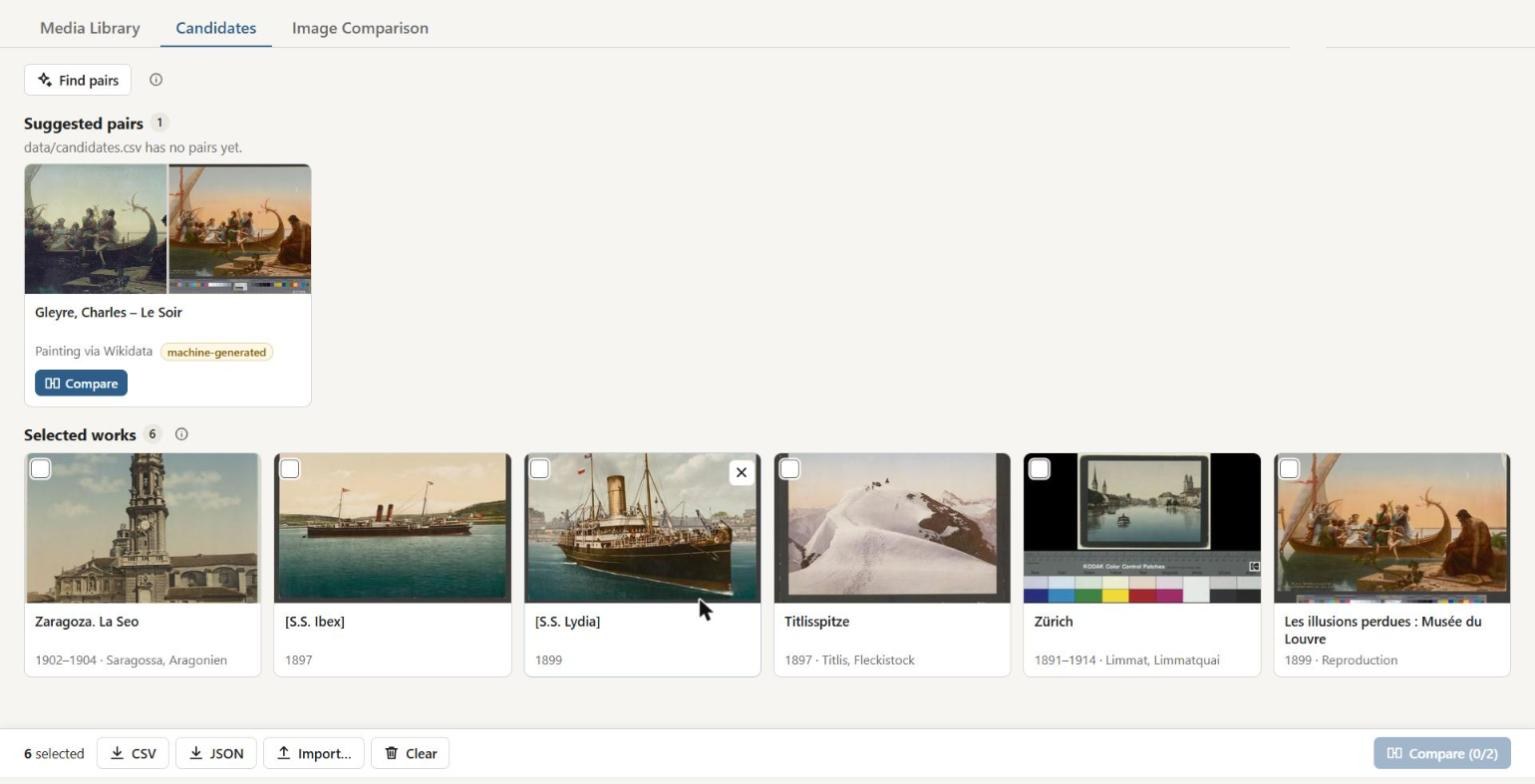 Media Library
Candidates
Image Comparison
Find pairs
Suggested pairs 1
data/candidates.csv has no pairs yet.
Gleyre, Charles – Le Soir
Painting via Wikidata machine-generated
Compare
Selected works 6
KODAK Color Control Patches
Zaragoza. La Seo
1902–1904 · Saragossa, Aragonien
[S.S. Ibex]
1897
[S.S. Lydia]
1899
Titlisspitze
1897 · Titlis, Fleckistock
Zürich
1891–1914 · Limmat, Limmatquai
Les illusions perdues : Musée du
Louvre
1899 · Reproduction
6 selected
CSV
JSON
Import...
Clear
Compare (0/2)